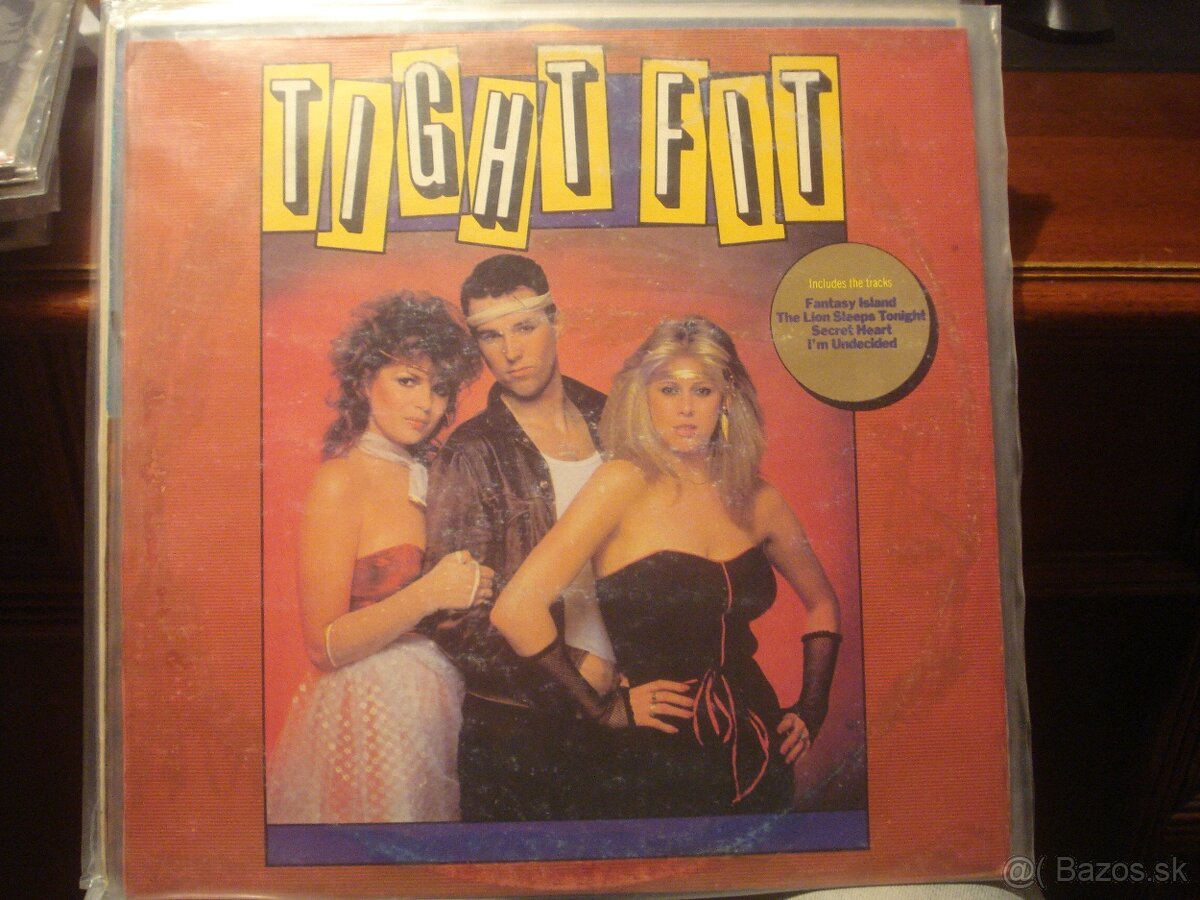 TIGHT FIT
Includes the tracks
Fantasy Island
The Lion Sleeps Tonight
Secret Heart
I'm Undecided
@( Bazos.sk